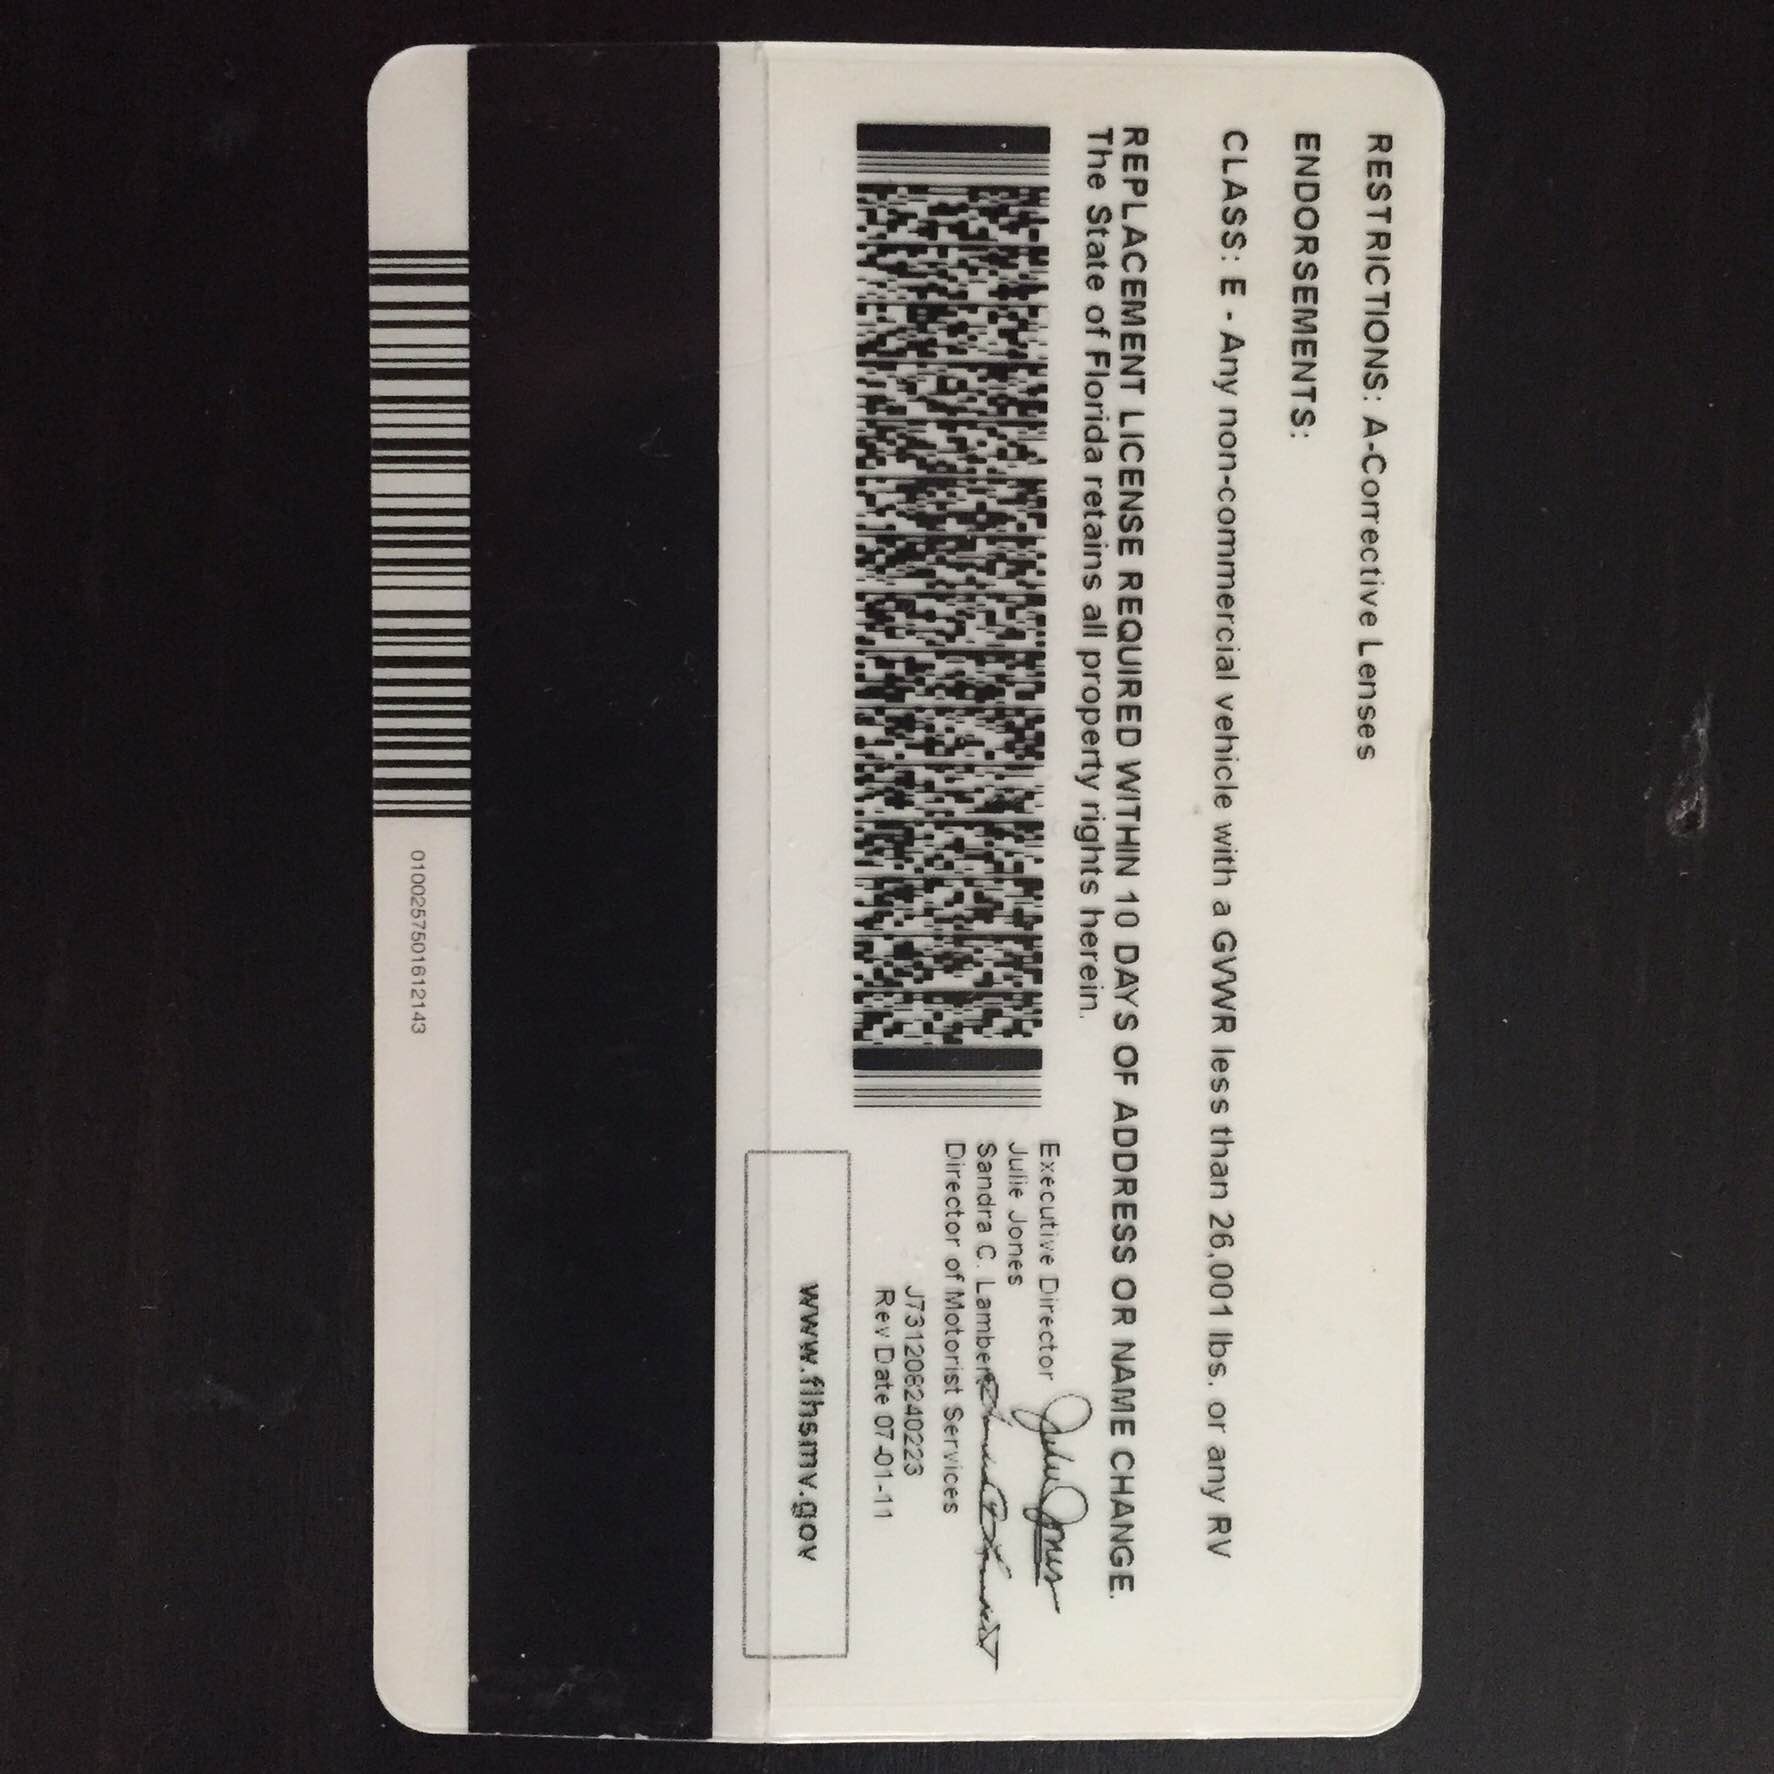 RESTRICTIONS: A-Corrective Lenses
ENDORSEMENTS:
CLASS: E - Any non-commercial vehicle with a GVWR less than 26,001 lbs. or any RV
REPLACEMENT LICENSE REQUIRED WITHIN 10 DAYS OF ADDRESS OR NAME CHANGE.
The State of Florida retains all property rights herein.
Executive Director
Julie Jones
Sandra C. Lambert
Director of Motorist Services
J731208240223
Rev Date 07-01-11
www.flhsmv.gov
0100257501612143